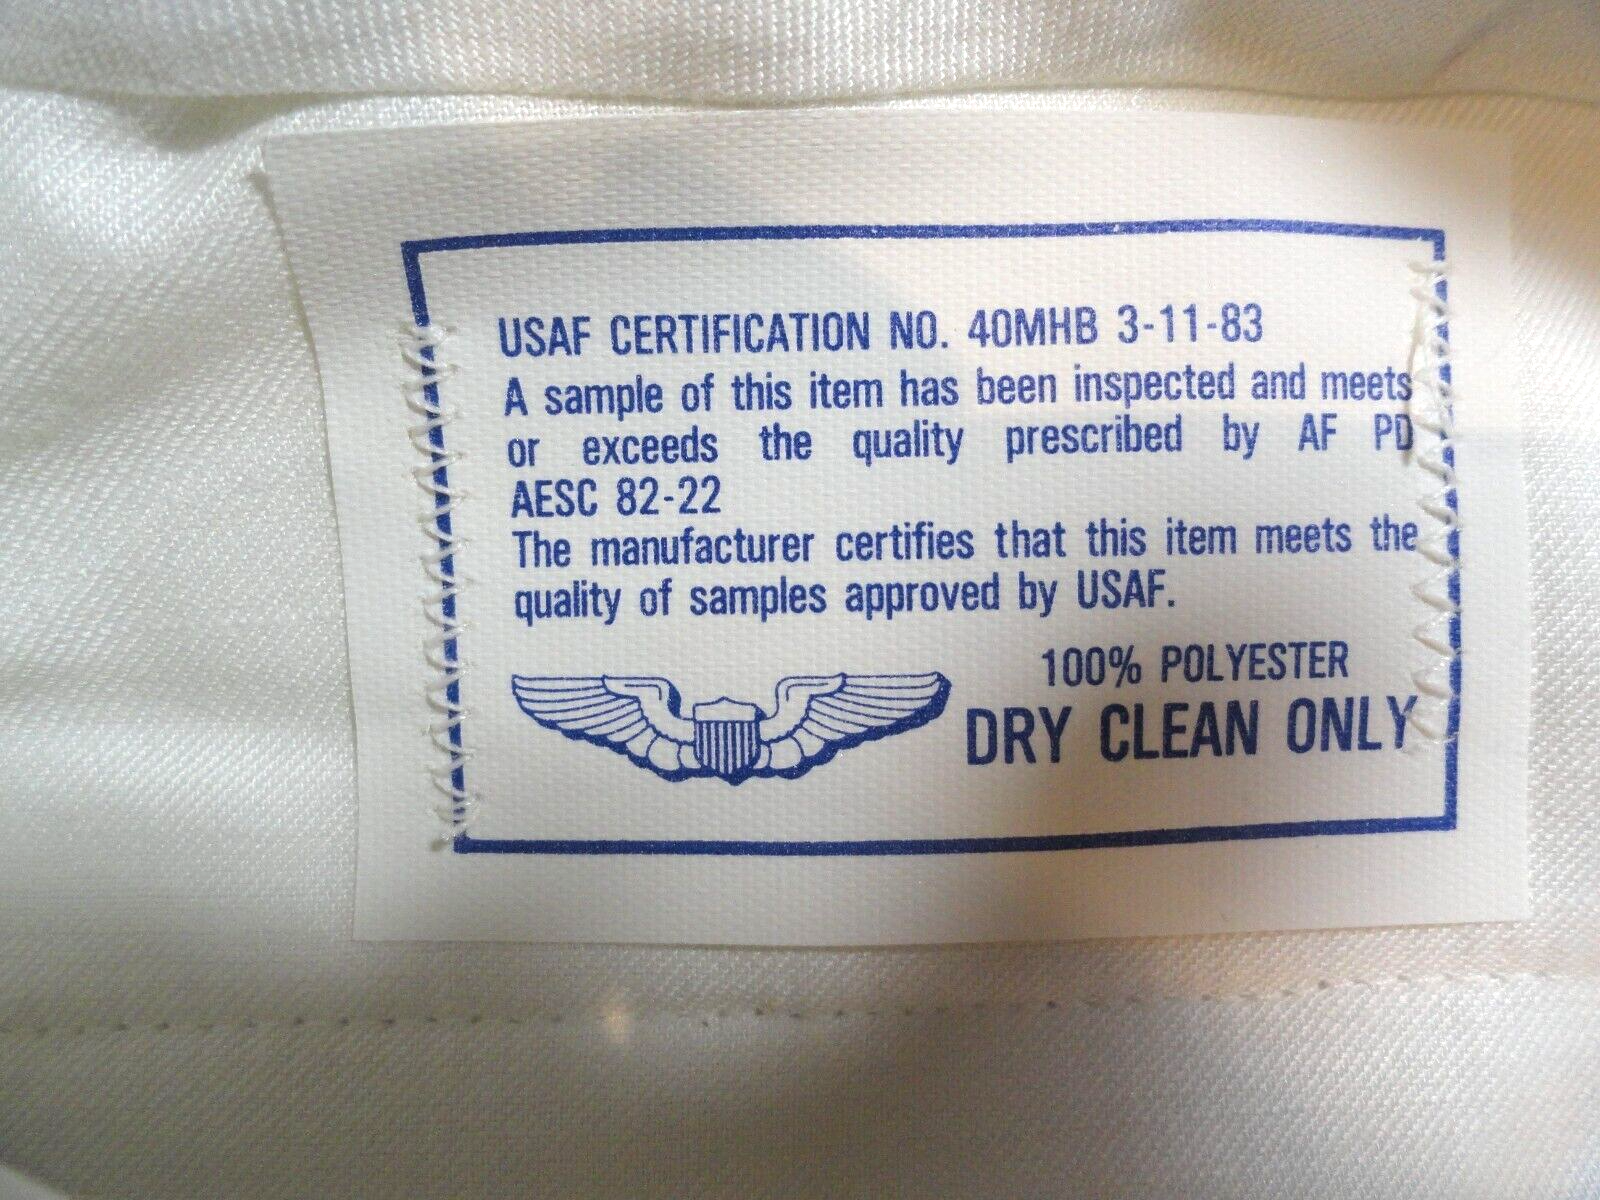 USAF CERTIFICATION NO. 40MHB 3-11-83
A sample of this item has been inspected and meets
or exceeds the quality prescribed by AF PD
AESC 82-22
The manufacturer certifies that this item meets the
quality of samples approved by USAF.
100% POLYESTER
DRY CLEAN ONLY